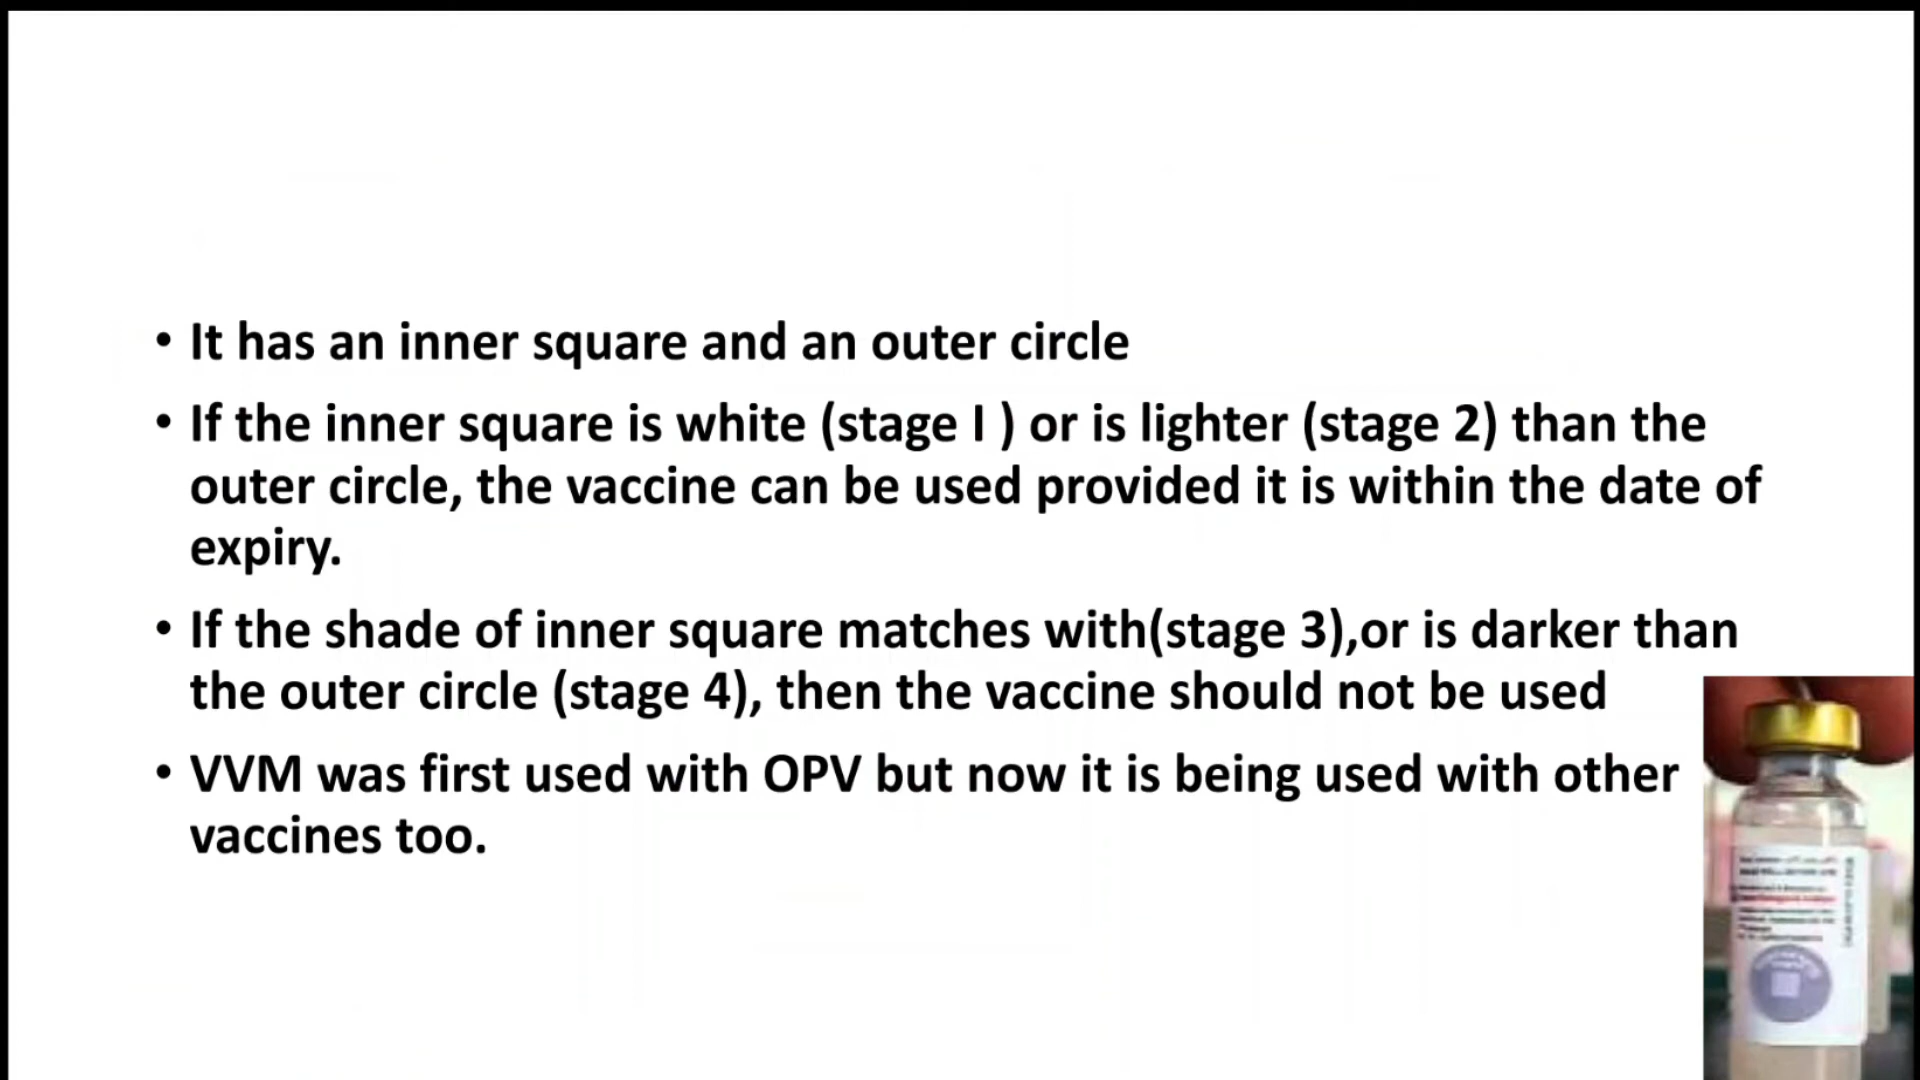 • It has an inner square and an outer circle
• If the inner square is white (stage I ) or is lighter (stage 2) than the
outer circle, the vaccine can be used provided it is within the date of
expiry.
• If the shade of inner square matches with(stage 3),or is darker than
the outer circle (stage 4), then the vaccine should not be used
• VVM was first used with OPV but now it is being used with other
vaccines too.